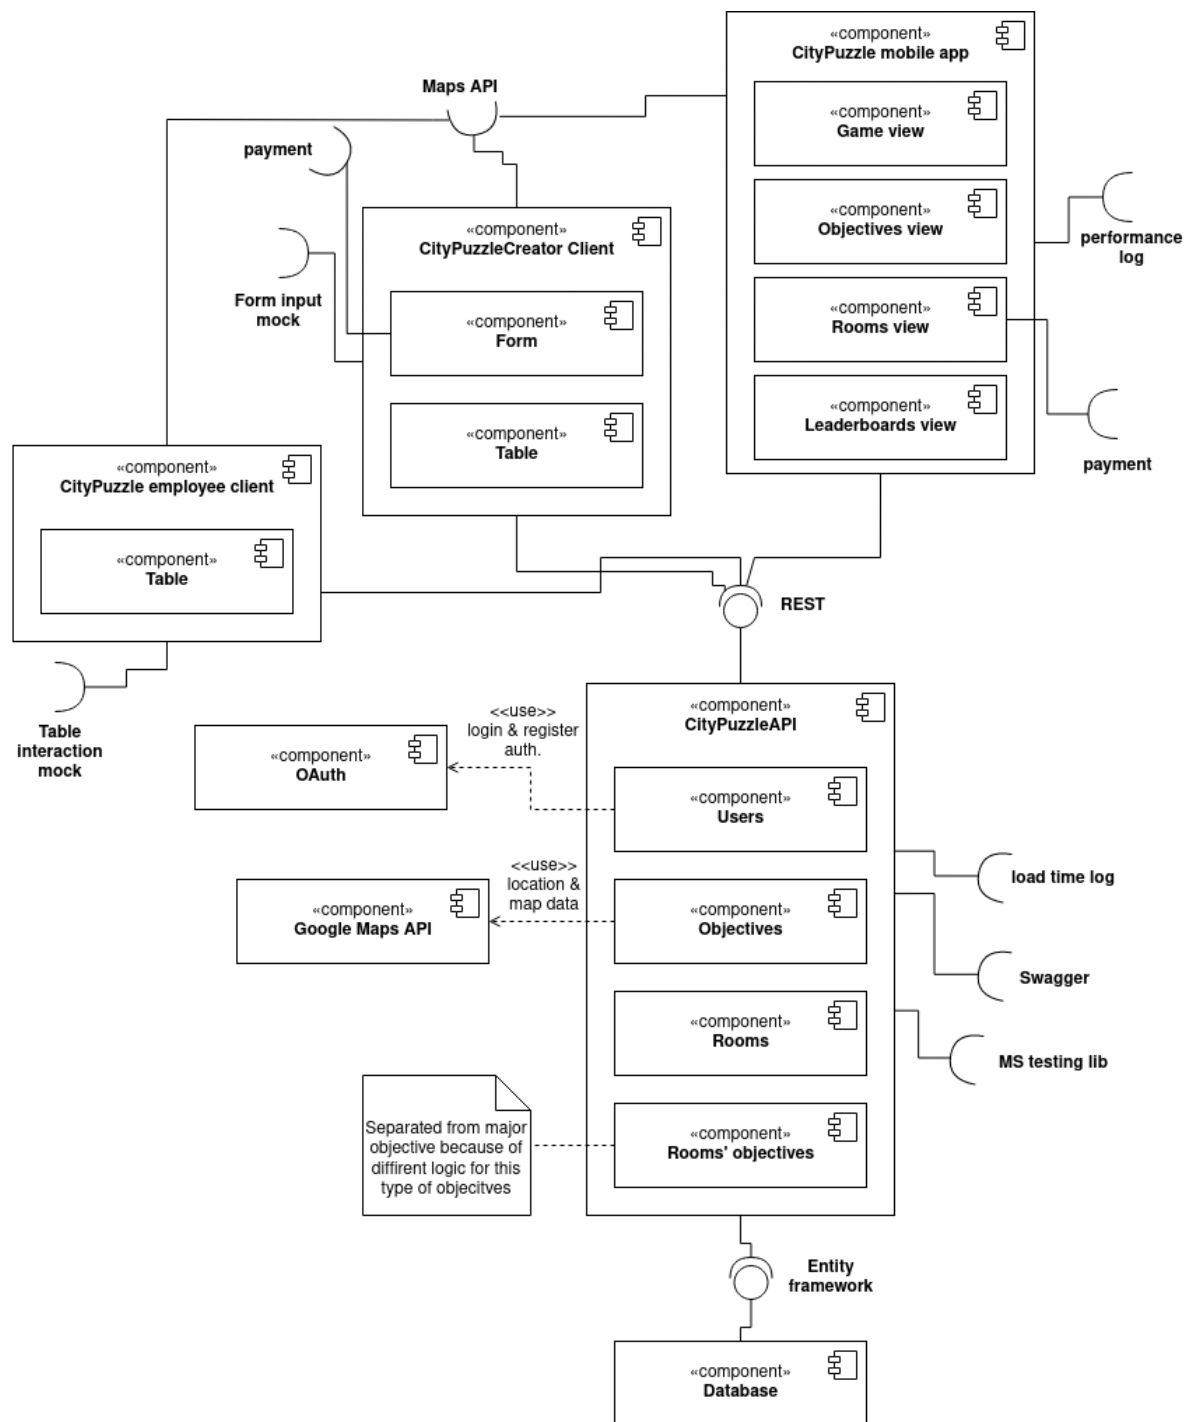 «component»
CityPuzzle mobile app
«component»
Game view
«component»
Objectives view
«component»
Rooms view
«component»
Leaderboards view
Maps API
payment
Form input
mock
«component»
CityPuzzleCreator Client
«component»
Form
«component»
Table
performance
log
payment
«component»
CityPuzzle employee client
«component»
Table
Table
interaction
mock
REST
«component»
CityPuzzleAPI
<<use>>
login & register
auth.
«component»
OAuth
«component»
Users
<<use>>
location &
map data
«component»
Google Maps API
«component»
Objectives
load time log
Swagger
MS testing lib
«component»
Rooms
Separated from major
objective because of
diffirent logic for this
type of objecitves
«component»
Rooms' objectives
Entity
framework
«component»
Database